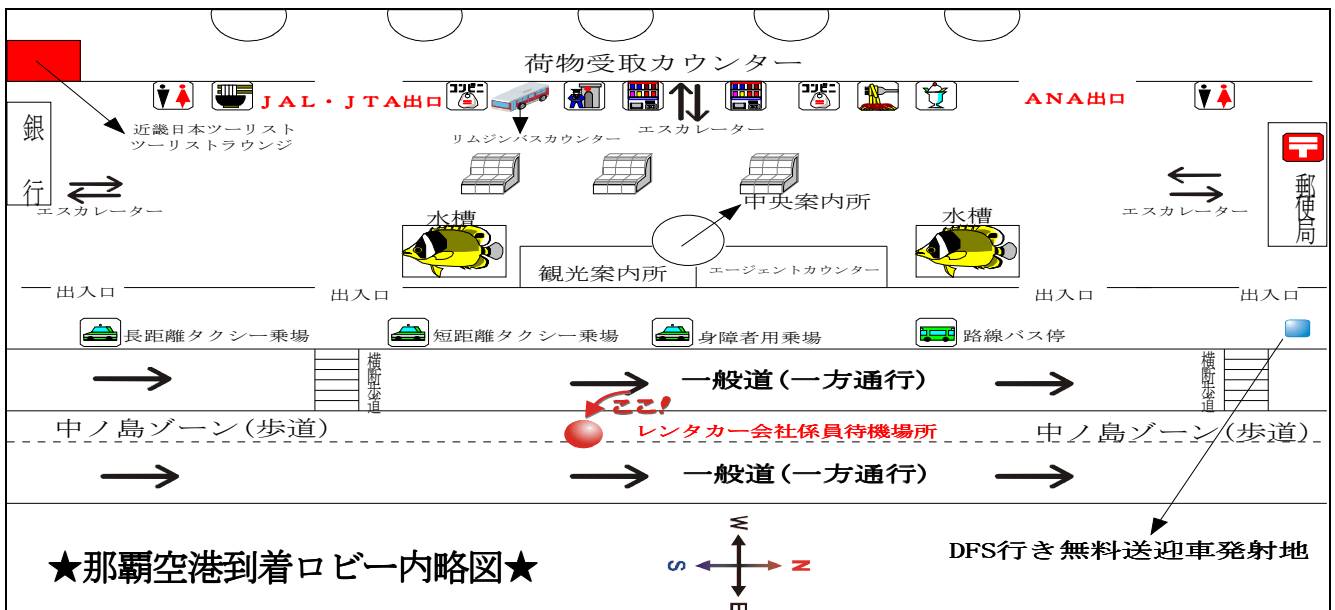 荷物受取カウンター
コンビニ
コンビニ
JAL・JTA出口
ANA出口
銀行
近畿日本ツーリスト
ツーリストラウンジ
リムジンバスカウンター
エスカレーター
〒
郵便局
エスカレーター
エスカレーター
中央案内所
水槽
水槽
観光案内所
エージェントカウンター
出入口
出入口
出入口
出入口
長距離タクシー乗場
短距離タクシー乗場
身障者用乗場
路線バス停
横断歩道
一般道(一方通行)
横断歩道
ここ!
中ノ島ゾーン(歩道)
レンタカー会社係員待機場所
中ノ島ゾーン(歩道)
一般道(一方通行)
★那覇空港到着ロビー内略図★
W
S
N
E
DFS行き無料送迎車発射地